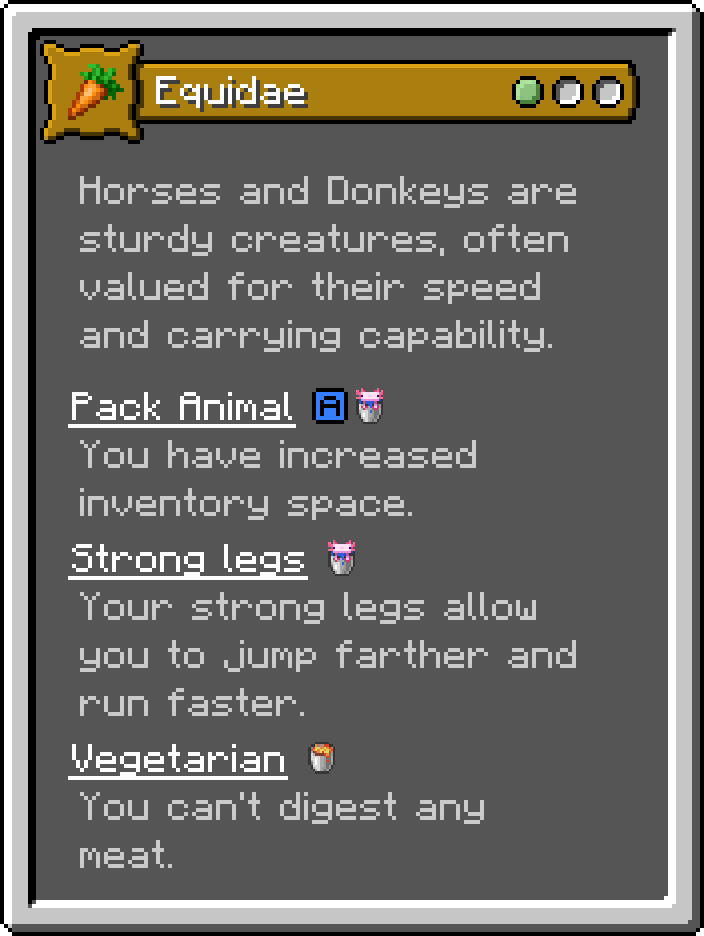 Equidae
Horses and Donkeys are
sturdy creatures, often
valued for their speed
and carrying capability.
Pack Animal A
You have increased
inventory space.
Strong legs
Your strong legs allow
you to jump farther and
run faster.
Vegetarian
You can't digest any
meat.